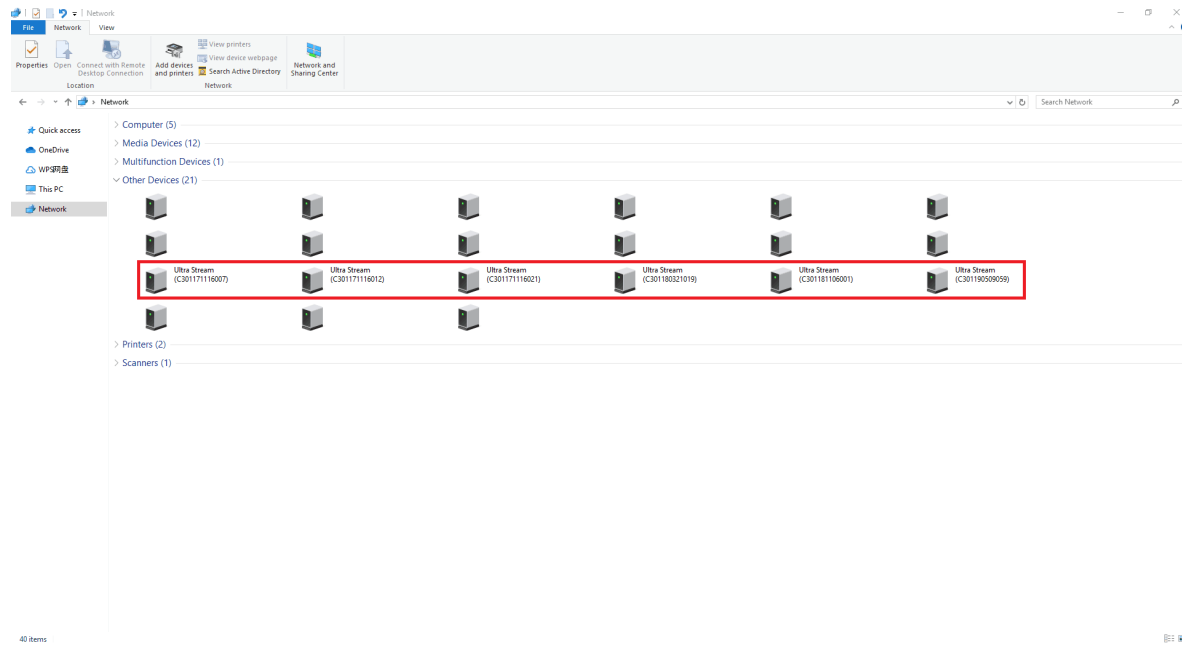 Network
File Network View
Properties Open Connect with Remote Desktop Connection
Location
Add devices and printers
View printers
View device webpage
Search Active Directory
Network and Sharing Center
Network
Network
Search Network
Quick access
OneDrive
WPS网盘
This PC
Network
Computer (5)
Media Devices (12)
Multifunction Devices (1)
Other Devices (21)
Ultra Stream
(C301171116007)
Ultra Stream
(C301171116012)
Ultra Stream
(C301171116021)
Ultra Stream
(C301180321019)
Ultra Stream
(C301181106001)
Ultra Stream
(C301190509059)
Printers (2)
Scanners (1)
40 items